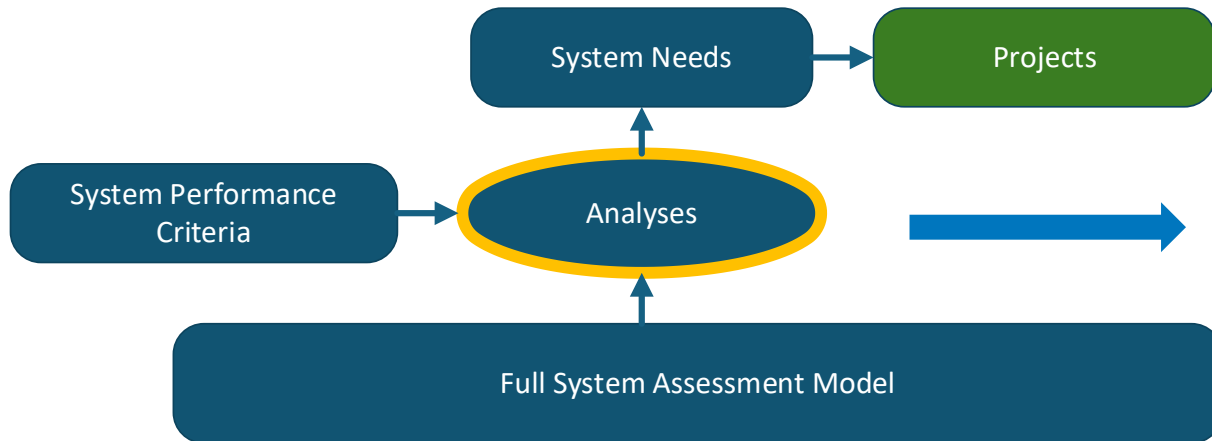 System Needs
Projects
System Performance
Criteria
Analyses
Full System Assessment Model